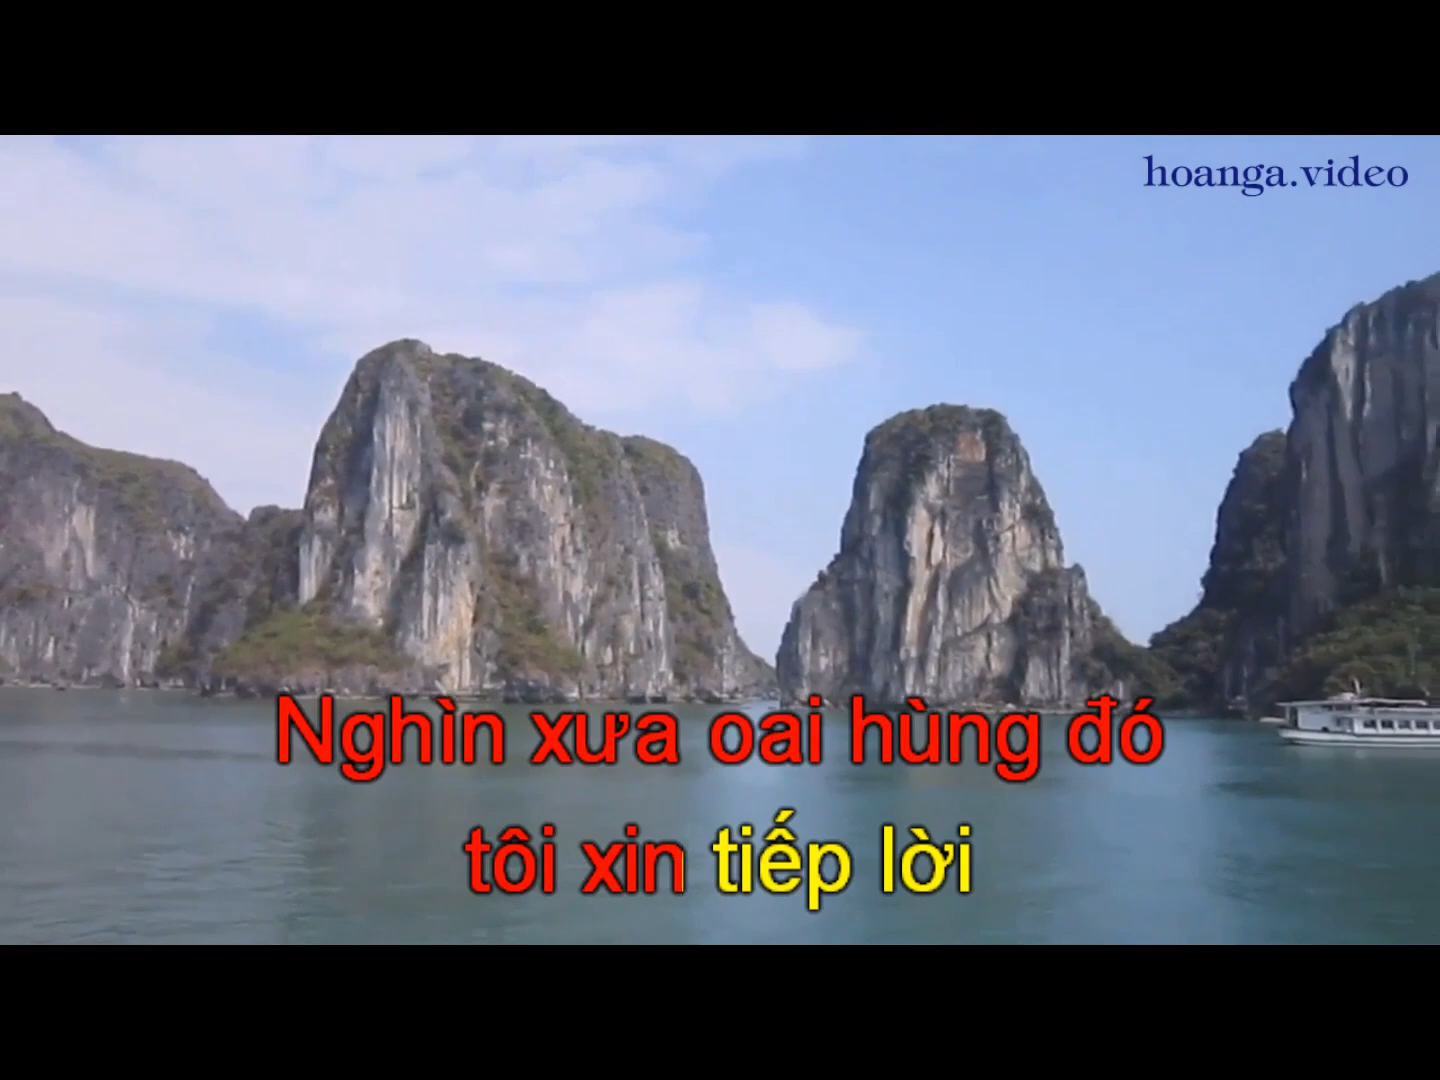 hoanga.video
Nghìn xưa oai hùng đó
tôi xin tiếp lời